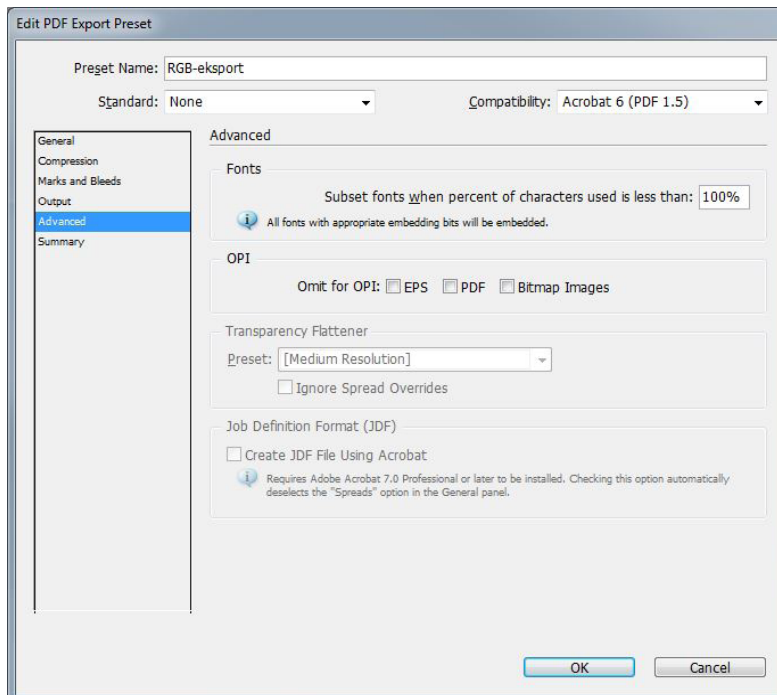 Edit PDF Export Preset
Preset Name: RGB-eksport
Standard: None Compatibility: Acrobat 6 (PDF 1.5)
General
Compression
Marks and Bleeds
Output
Advanced
Summary
Advanced
Fonts
Subset fonts when percent of characters used is less than: 100%
All fonts with appropriate embedding bits will be embedded.
OPI
Omit for OPI: EPS PDF Bitmap Images
Transparency Flattener
Preset: [Medium Resolution]
Ignore Spread Overrides
Job Definition Format (JDF)
Create JDF File Using Acrobat
Requires Adobe Acrobat 7.0 Professional or later to be installed. Checking this option automatically
deselects the "Spreads" option in the General panel.
OK Cancel